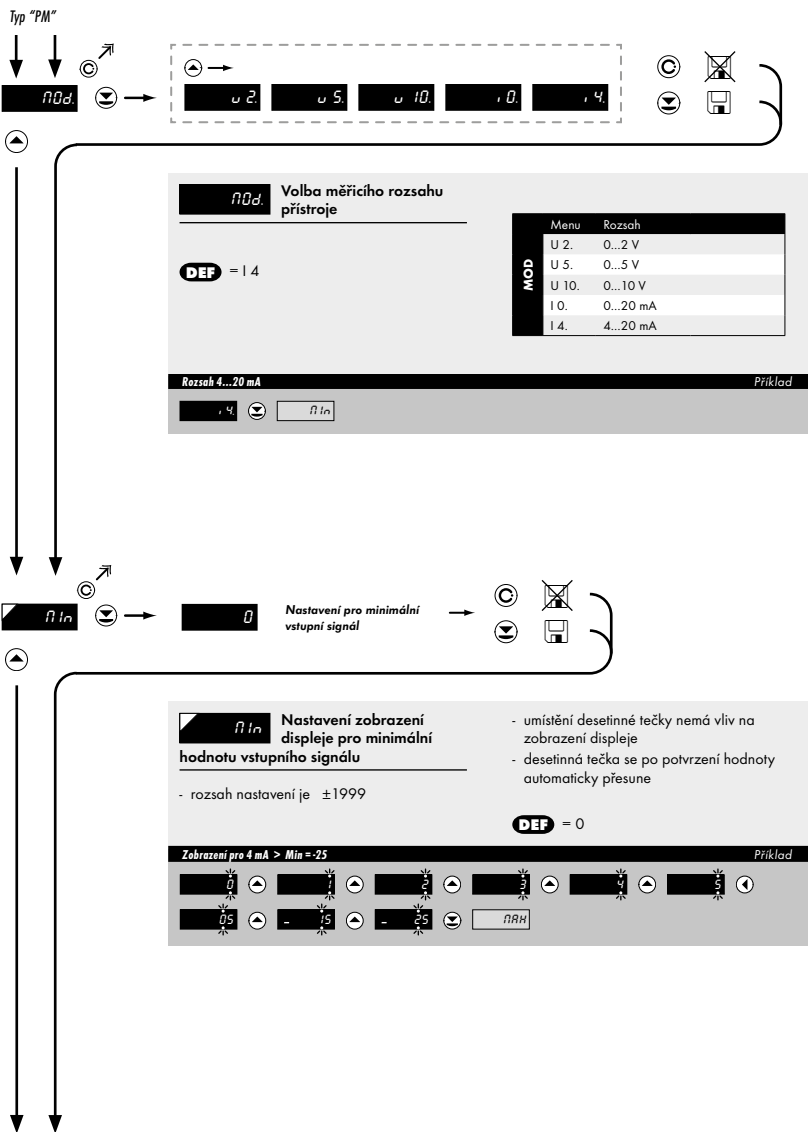 Typ "PM"
MOd.
u 2.
u 5.
u 10.
i 0.
i 4.
MOd.
Volba měřicího rozsahu
přístroje
DEF = I 4
MOD
Menu Rozsah
U 2. 0...2 V
U 5. 0...5 V
U 10. 0...10 V
I 0. 0...20 mA
I 4. 4...20 mA
Rozsah 4...20 mA
Příklad
i 4.
MIn
MIn
0
Nastavení pro minimální
vstupní signál
MIn
Nastavení zobrazení
displeje pro minimální
hodnotu vstupního signálu
- rozsah nastavení je ±1999
- umístění desetinné tečky nemá vliv na
zobrazení displeje
- desetinná tečka se po potvrzení hodnoty
automaticky přesune
DEF = 0
Zobrazení pro 4 mA > Min = -25
Příklad
0 1 2 3 4 5
05 - 15 - 25 MAH